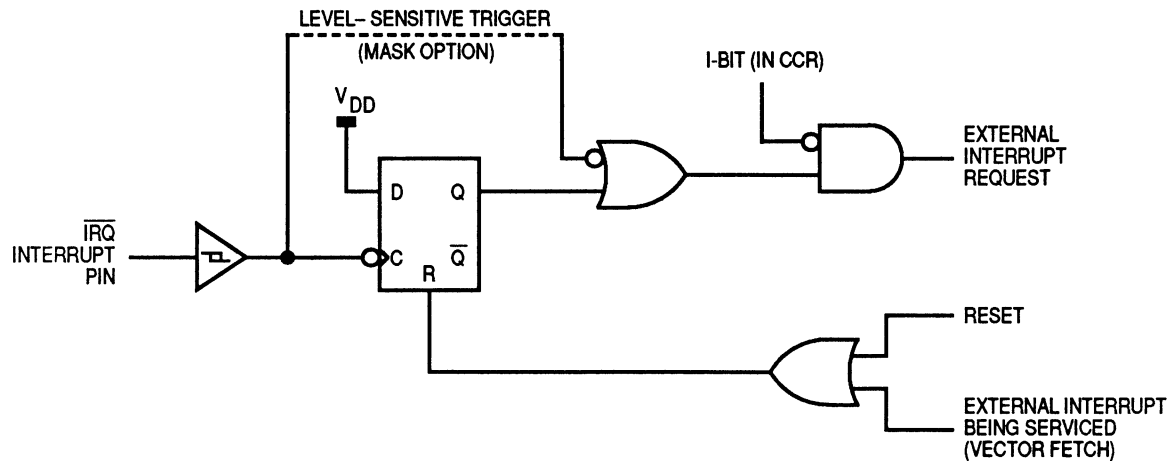 LEVEL– SENSITIVE TRIGGER
(MASK OPTION)
I-BIT (IN CCR)
VDD
EXTERNAL
INTERRUPT
REQUEST
D Q
IRQ
INTERRUPT
PIN
C Q
R
RESET
EXTERNAL INTERRUPT
BEING SERVICED
(VECTOR FETCH)